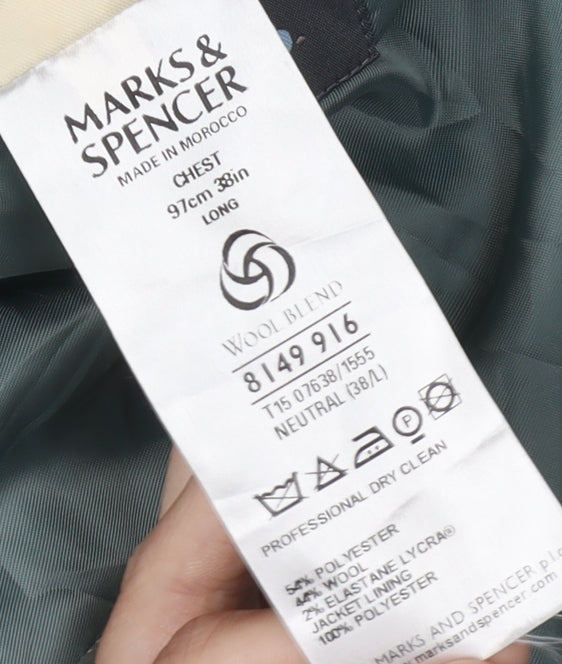 MARKS &
SPENCER
MADE IN MOROCCO
CHEST
97cm 38in
LONG
WOOL BLEND
8149 916
T15 07638/1555
NEUTRAL (38/L)
P
PROFESSIONAL DRY CLEAN
54% POLYESTER
44% WOOL
2% ELASTANE LYCRA®
JACKET LINING
100% POLYESTER
MARKS AND SPENCER p.l.c
www.marksandspencer.com